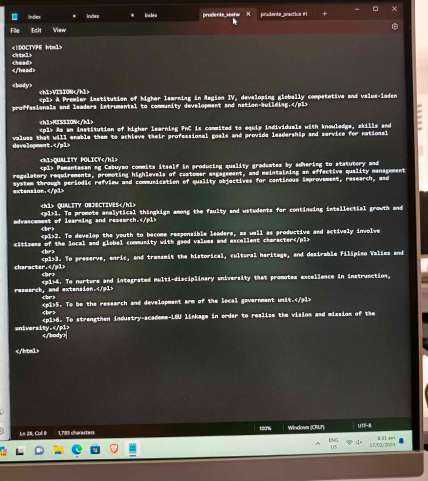 Index
Index
Index
prudente_seatw
prudente_practice #1
File Edit View
<!DOCTYPE html>
<html>
<head>
</head>
<body>
<h1>VISION</h1>
<p1> A Premier institution of higher learning in Region IV, developing globally competetive and value-laden
proffesionals and leaders intrumental to community development and nation-building.</p1>
<h1>MISSION</h1>
<p1> As an institution of higher learning PnC is commited to equip individuals with knowledge, skills and
values that will enable them to achieve their professional goals and provide leadership and service for national
development.</p1>
<h1>QUALITY POLICY</h1>
<p1> Pamantasan ng Cabuyao commits itself in producing quality graduates by adhering to statutory and
regulatory requirements, promoting highlevels of customer engagement, and maintaining an effective quality management
system through periodic refview and communication of quality objectives for continous improvement, research, and
extension.</p1>
<h1> QUALITY OBJECTIVES</h1>
<p1>1. To promote analytical thingkign among the faulty and wstudents for continuing intellectual growth and
advancement of learning and research.</p1>
<br>
<p1>2. To develop the youth to become responsible leaders, as well as productive and actively involve
citizens of the local and global community with good values and excellent character</p1>
<br>
<p1>3. To preserve, enric, and transmit the historical, cultural heritage, and desirable Filipino Valies and
character.</p1>
<br>
<p1>4. To nurture and integrated multi-disciplinary university that promotes excellence in instrunction,
research, and extension.</p1>
<br>
<p1>5. To be the research and development arm of the local government unit.</p1>
<br>
<p1>6. To strengthen industry-academe-LGU linkage in order to realize the vision and mission of the
university.</p1>
</body>
</html>
Ln 28, Col 9 1,783 characters 100% Windows (CRLF) UTF-8
ENG
US
8:31 am
17/02/2024